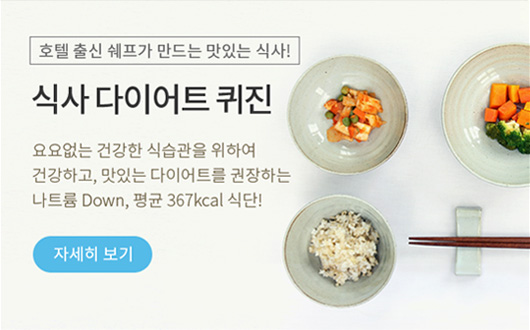 호텔 출신 쉐프가 만드는 맛있는 식사!
식사 다이어트 퀴진
요요없는 건강한 식습관을 위하여
건강하고, 맛있는 다이어트를 권장하는
나트륨 Down, 평균 367kcal 식단!
자세히 보기